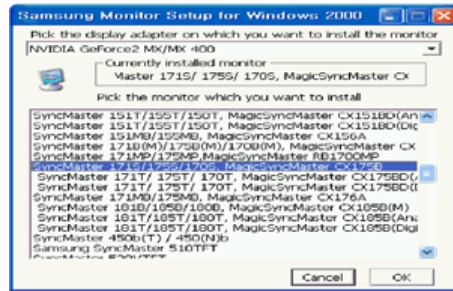 Samsung Monitor Setup for Windows 2000
Pick the display adapter on which you want to install the monitor
NVIDIA GeForce2 MX/MX 400
Currently installed monitor
Master 171S/ 175S/ 170S, MagicSyncMaster CX
Pick the monitor which you want to install
SyncMaster 151T/155T/150T, MagicSyncMaster CX151BD(An
SyncMaster 151T/155T/150T, MagicSyncMaster CX151BD(Dig
SyncMaster 151MB/155MB, MagicSyncMaster CX156A
SyncMaster 171B(M)/175B(M)/170B(M), MagicSyncMaster CX
SyncMaster 171MP/175MP,MagicSyncMaster RB1700MP
SyncMaster 171S/175S/170S, MagicSyncMaster CX175B
SyncMaster 171T/ 175T/ 170T, MagicSyncMaster CX175BD(
SyncMaster 171T/ 175T/ 170T, MagicSyncMaster CX175BD(
SyncMaster 171MB/175MB, MagicSyncMaster CX176A
SyncMaster 181B/185B/180B, MagicSyncMaster CX185B(M)
SyncMaster 181T/185T/180T, MagicSyncMaster CX185B(Ana
SyncMaster 181T/185T/180T, MagicSyncMaster CX185B(Digi
SyncMaster 450b(T) / 450(N)b
Samsung SyncMaster 510TFT
Cancel OK